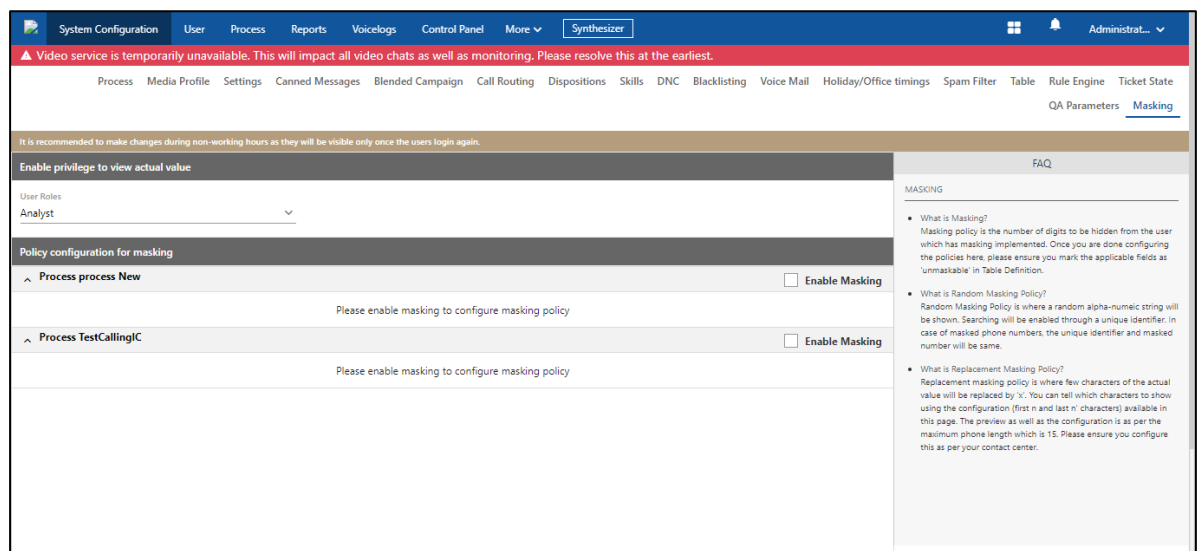 System Configuration User Process Reports Voicelogs Control Panel More Synthesizer Administrat...
Video service is temporarily unavailable. This will impact all video chats as well as monitoring. Please resolve this at the earliest.
Process Media Profile Settings Canned Messages Blended Campaign Call Routing Dispositions Skills DNC Blacklisting Voice Mail Holiday/Office timings Spam Filter Table Rule Engine Ticket State
QA Parameters Masking
It is recommended to make changes during non-working hours as they will be visible only once the users login again.
Enable privilege to view actual value
User Roles
Analyst
Policy configuration for masking
Process process New Enable Masking
Please enable masking to configure masking policy
Process TestCallingIC Enable Masking
Please enable masking to configure masking policy
FAQ
MASKING
What is Masking?
Masking policy is the number of digits to be hidden from the user
which has masking implemented. Once you are done configuring
the policies here, please ensure you mark the applicable fields as
'unmaskable' in Table Definition.
What is Random Masking Policy?
Random Masking Policy is where a random alpha-numeic string will
be shown. Searching will be enabled through a unique identifier. In
case of masked phone numbers, the unique identifier and masked
number will be same.
What is Replacement Masking Policy?
Replacement masking policy is where few characters of the actual
value will be replaced by 'x'. You can tell which characters to show
using the configuration (first n and last n' characters) available in
this page. The preview as well as the configuration is as per the
maximum phone length which is 15. Please ensure you configure
this as per your contact center.